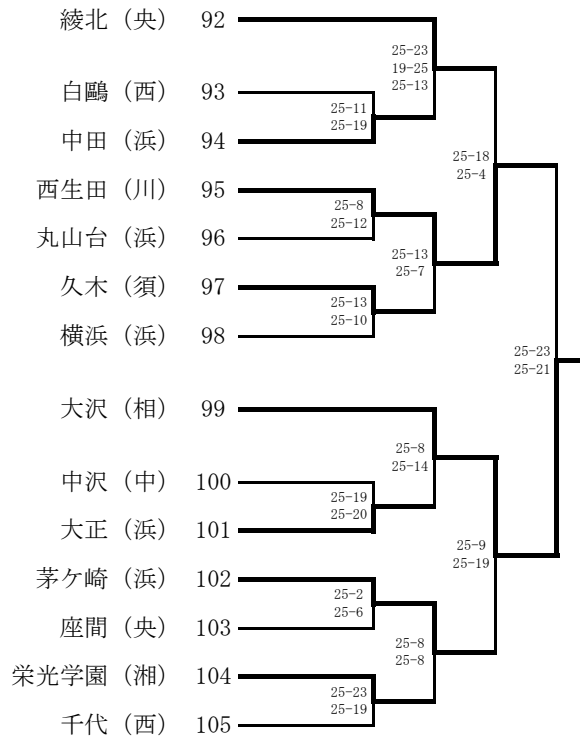 綾北（央） 92
25-23
19-25
25-13
白鷗（西） 93
25-11
25-19
中田（浜） 94
25-18
25-4
西生田（川） 95
25-8
25-12
丸山台（浜） 96
25-13
25-7
久木（須） 97
25-13
25-10
横浜（浜） 98
25-23
25-21
大沢（相） 99
25-8
25-14
中沢（中） 100
25-19
25-20
大正（浜） 101
25-9
25-19
茅ケ崎（浜） 102
25-2
25-6
座間（央） 103
25-8
25-8
栄光学園（湘） 104
25-23
25-19
千代（西） 105